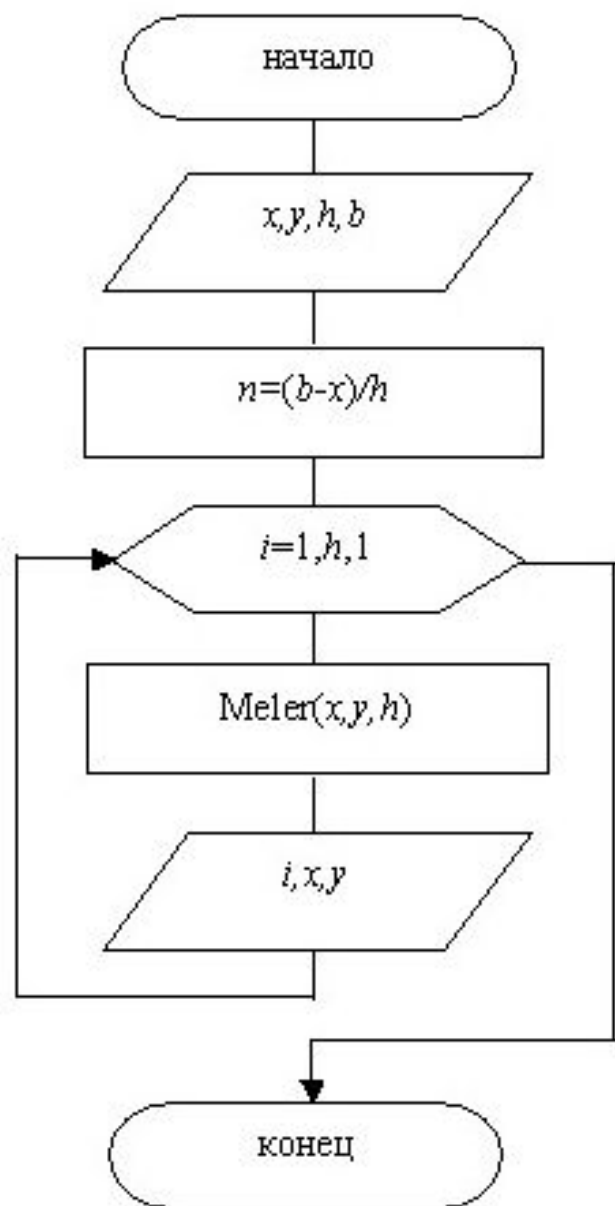 начало
x,y,h,b
n=(b-x)/h
i=1,h,1
Meler(x,y,h)
i,x,y
конец